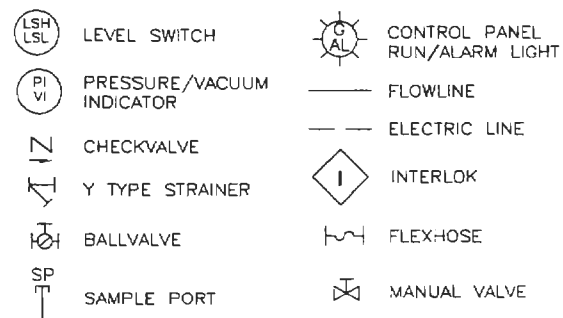 LSH
LSL
LEVEL SWITCH
PI
VI
PRESSURE/VACUUM
INDICATOR
CHECKVALVE
Y TYPE STRAINER
BALLVALVE
SP
SAMPLE PORT
G
AL
CONTROL PANEL
RUN/ALARM LIGHT
FLOWLINE
ELECTRIC LINE
I
INTERLOK
FLEXHOSE
MANUAL VALVE